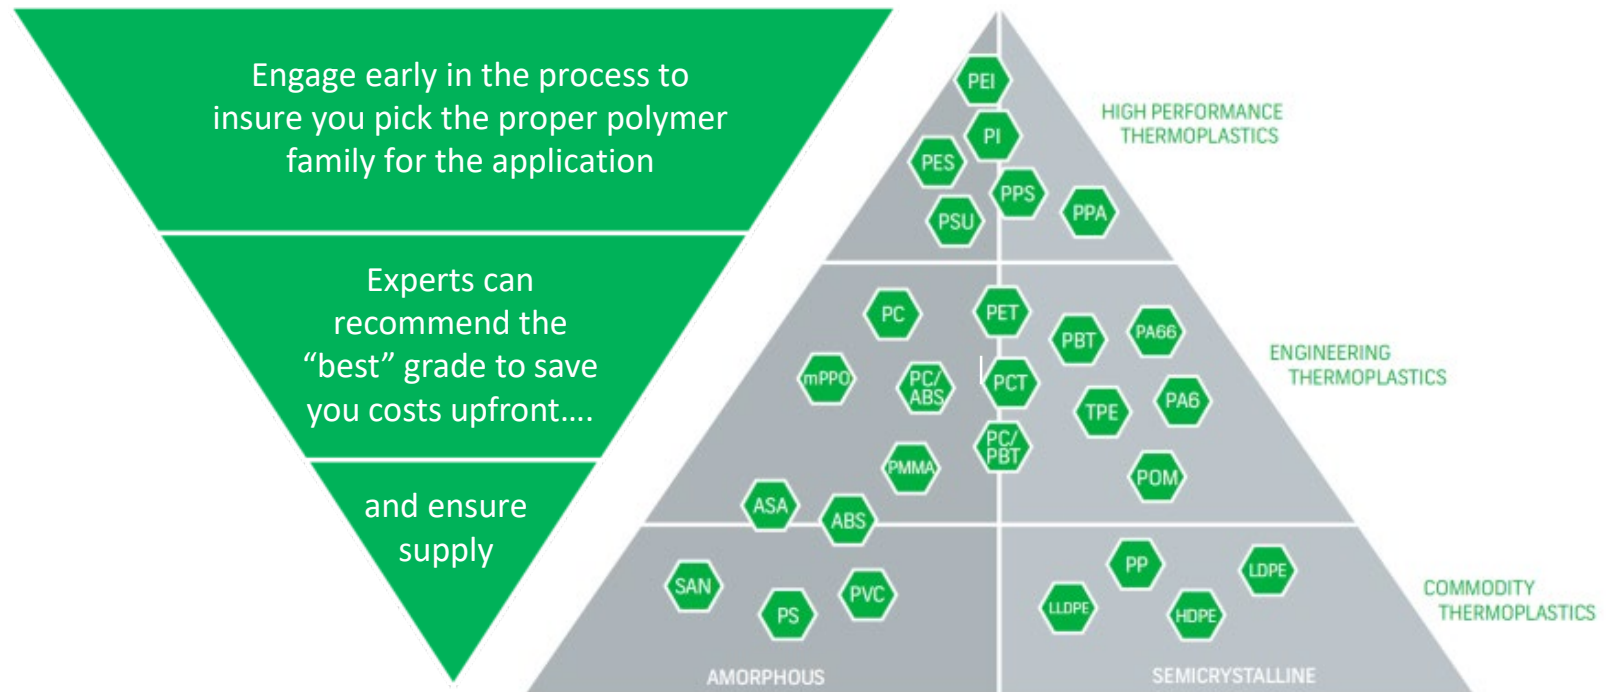 Engage early in the process to
insure you pick the proper polymer
family for the application
Experts can
recommend the
“best” grade to save
you costs upfront....
and ensure
supply
PEI
PI
PES
PPS
PPA
PSU
HIGH PERFORMANCE
THERMOPLASTICS
PC
PET
PBT
PA66
mPPO
PC/
ABS
PCT
TPE
PA6
PC/
PBT
PMMA
POM
ASA
ABS
ENGINEERING
THERMOPLASTICS
SAN
PS
PVC
PP
LDPE
LLDPE
HDPE
COMMODITY
THERMOPLASTICS
AMORPHOUS
SEMICRYSTALLINE